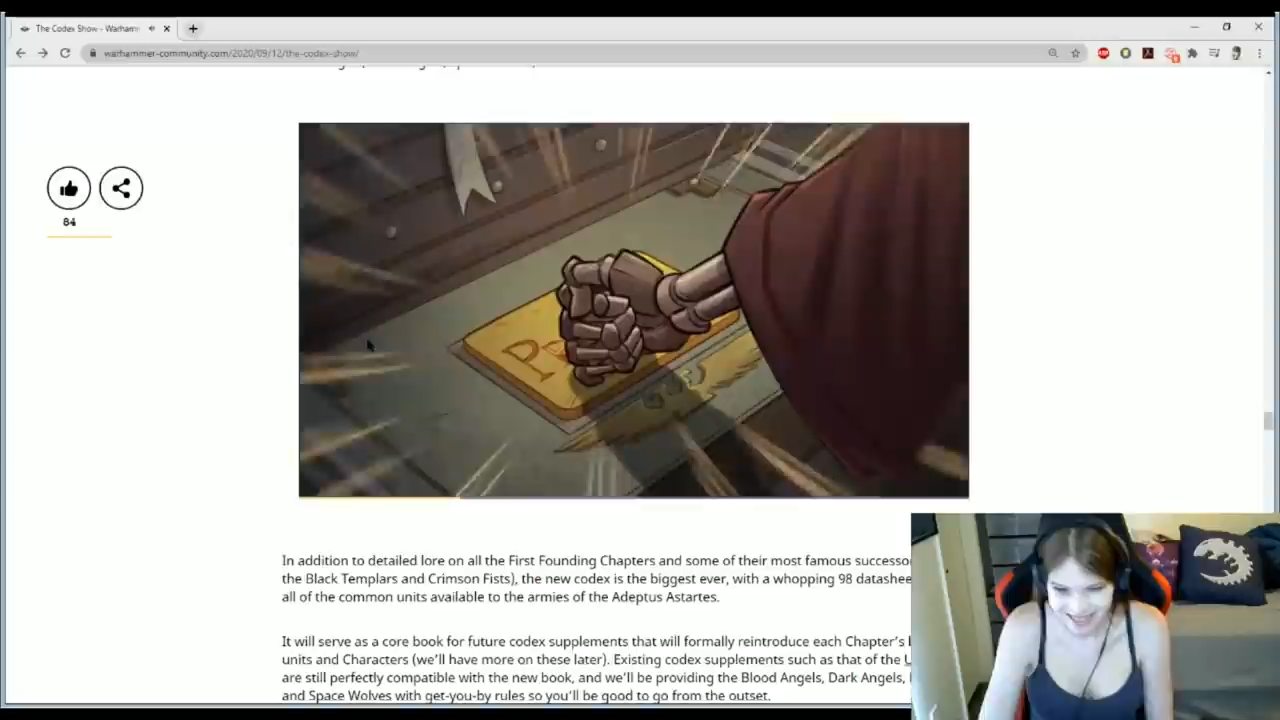 The Codex Show - Warham
warhammer-community.com/2020/09/12/the-codex-show/
84
In addition to detailed lore on all the First Founding Chapters and some of their most famous
the Black Templars and Crimson Fists), the new codex is the biggest ever, with a whopping 98
all of the common units available to the armies of the Adeptus Astartes.
It will serve as a core book for future codex supplements that will formally reintroduce each Chapter's
units and Characters (we'll have more on these later). Existing codex supplements such as that of the
are still perfectly compatible with the new book, and we'll be providing the Blood Angels, Dark Angels,
and Space Wolves with get-you-by rules so you'll be good to go from the outset.